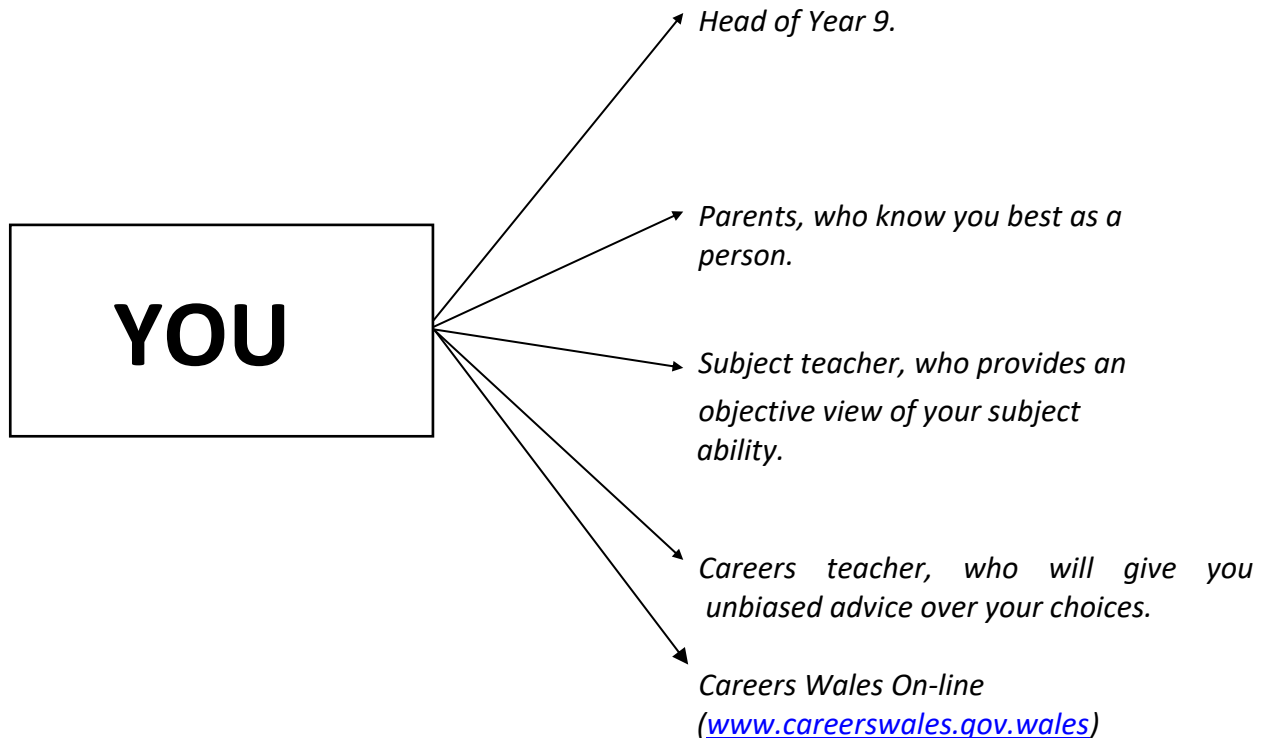 Head of Year 9.
Parents, who know you best as a
person.
YOU
Subject teacher, who provides an
objective view of your subject
ability.
Careers teacher, who will give you
unbiased advice over your choices.
Careers Wales On-line
(www.careerswales.gov.wales)